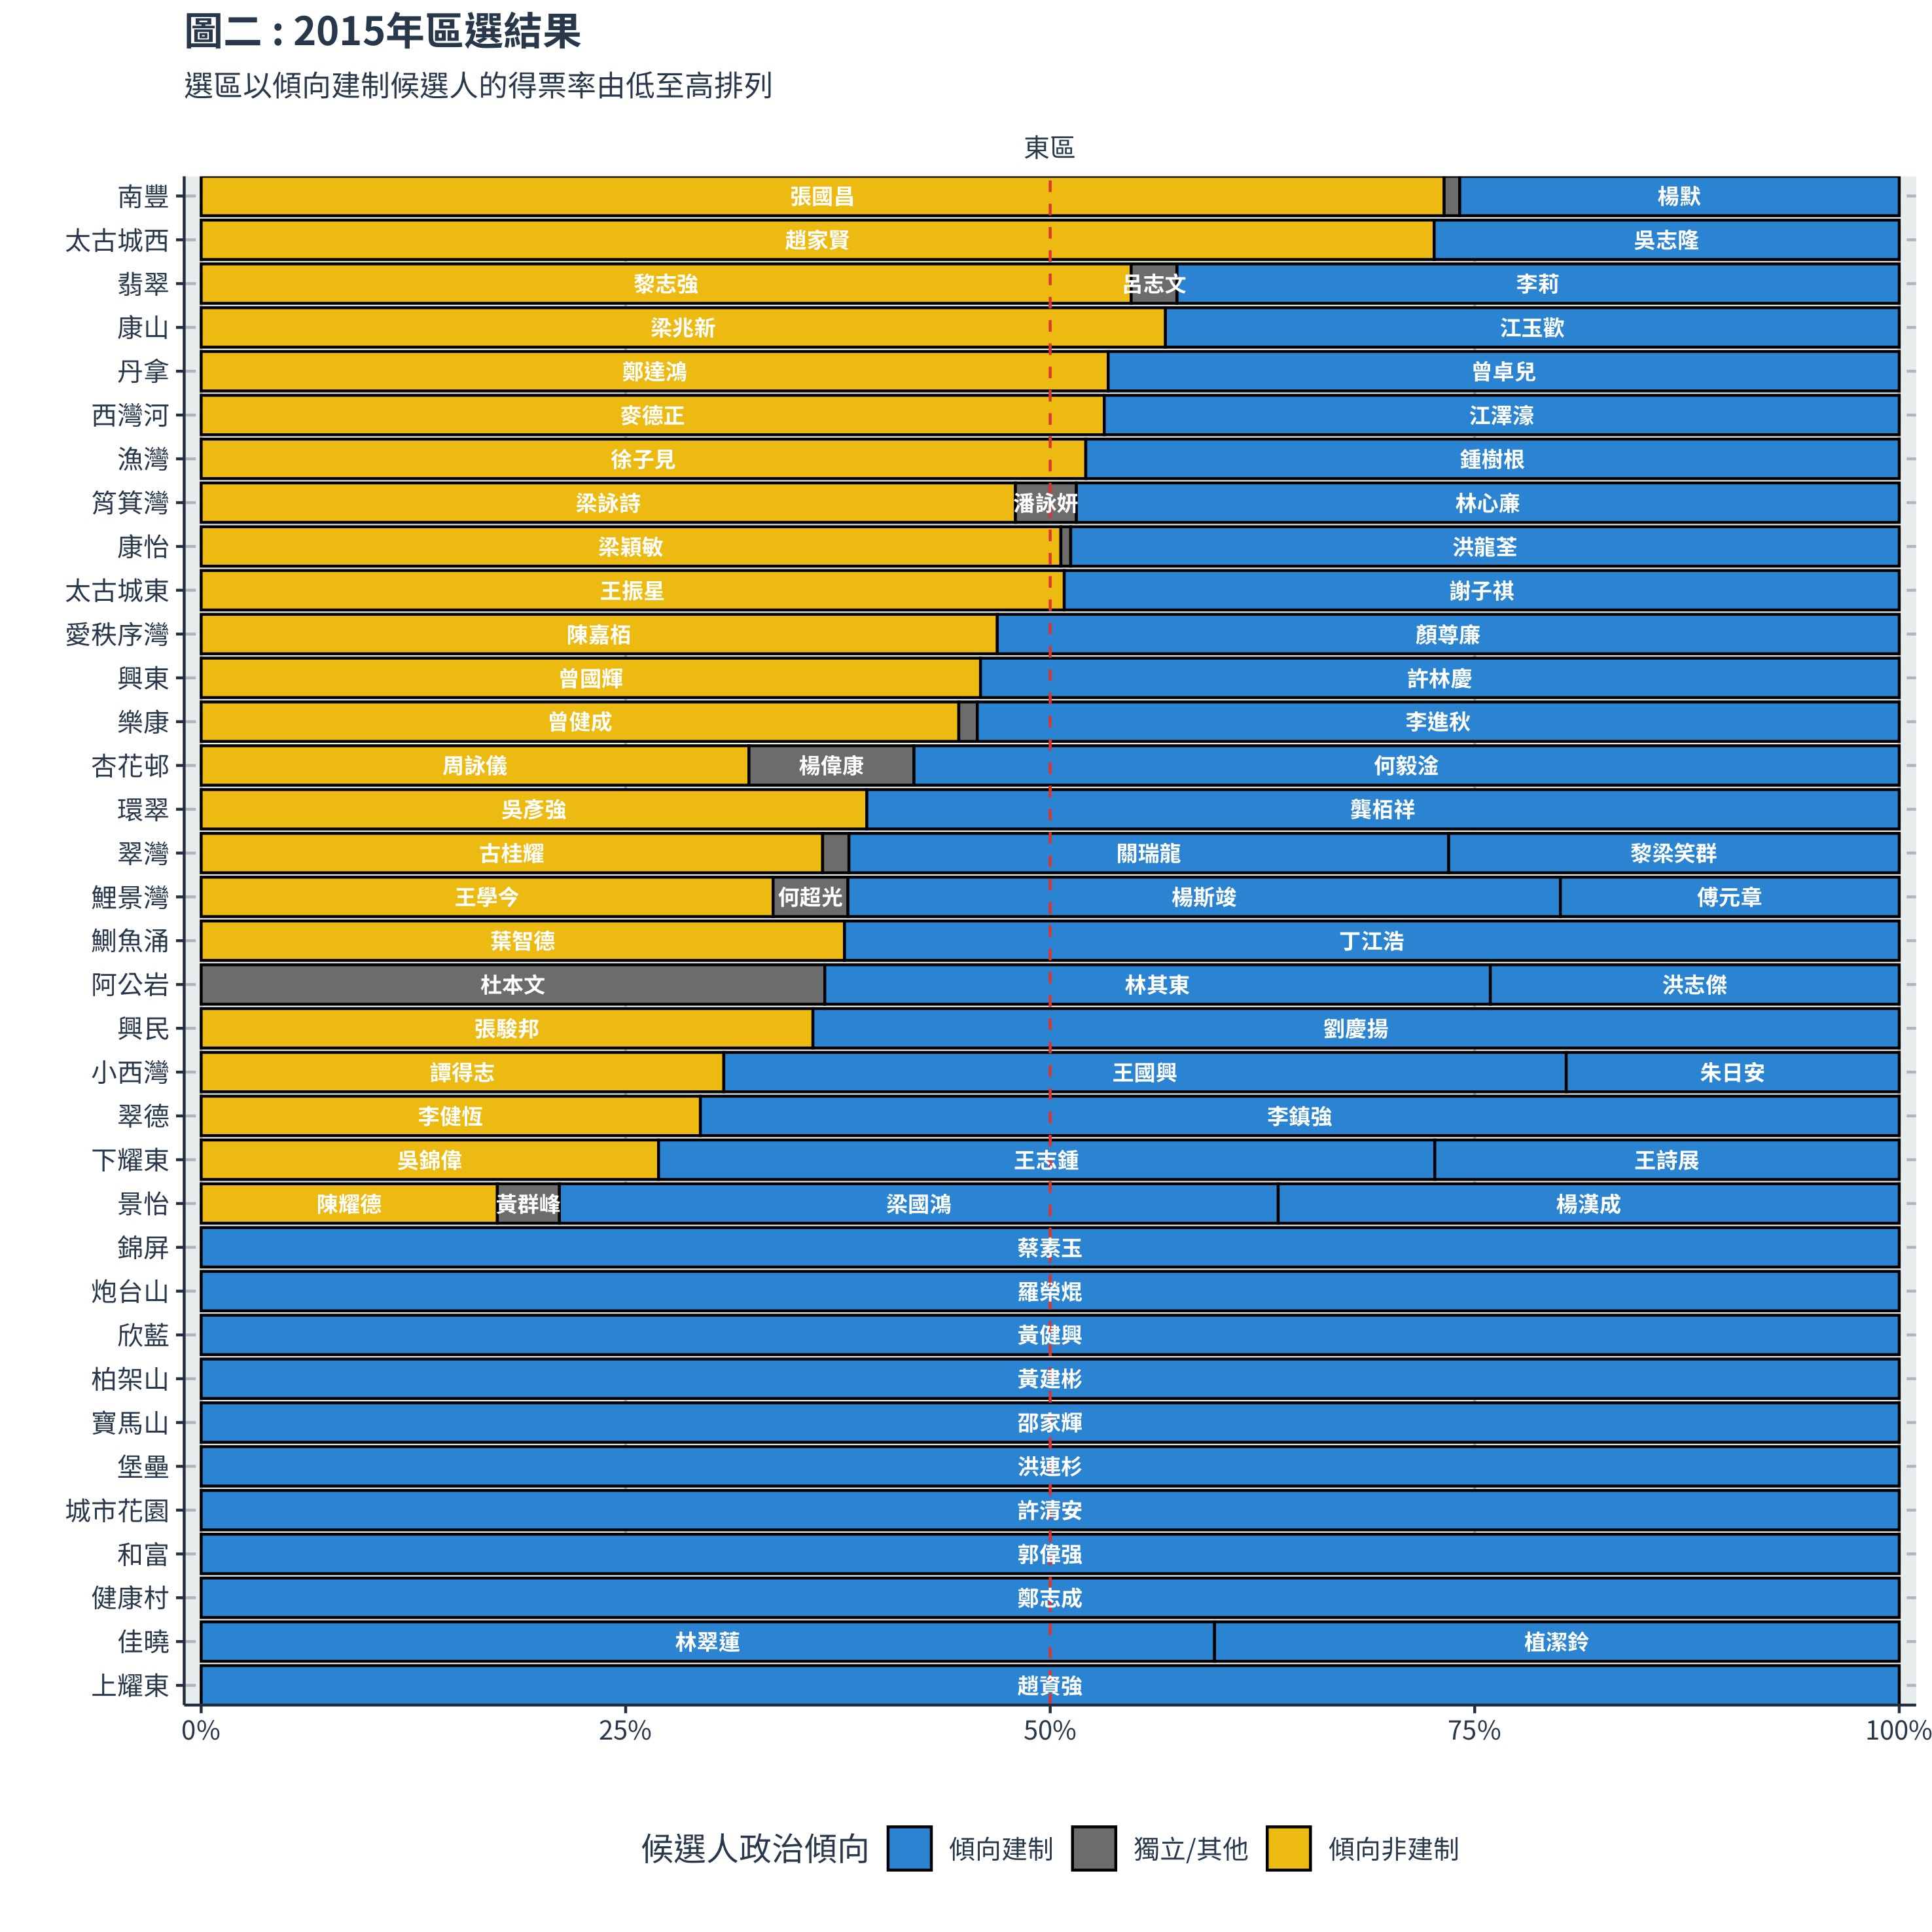 圖二 : 2015年區選結果
選區以傾向建制候選人的得票率由低至高排列
東區
南豐 張國昌 楊默
太古城西 趙家賢 吳志隆
翡翠 黎志強 呂志文 李莉
康山 梁兆新 江玉歡
丹拿 鄭達鴻 曾卓兒
西灣河 麥德正 江澤濠
漁灣 徐子見 鍾樹根
筲箕灣 梁詠詩 潘詠妍 林心廉
康怡 梁穎敏 洪龍荃
太古城東 王振星 謝子祺
愛秩序灣 陳嘉栢 顏尊廉
興東 曾國輝 許林慶
樂康 曾健成 李進秋
杏花邨 周詠儀 楊偉康 何毅淦
環翠 吳彥強 龔栢祥
翠灣 古桂耀 關瑞龍 黎梁笑群
鯉景灣 王學今 何超光 楊斯竣 傅元章
鰂魚涌 葉智德 丁江浩
阿公岩 杜本文 林其東 洪志傑
興民 張駿邦 劉慶揚
小西灣 譚得志 王國興 朱日安
翠德 李健恆 李鎮強
下耀東 吳錦偉 王志鍾 王詩展
景怡 陳耀德 黃群峰 梁國鴻 楊漢成
錦屏 蔡素玉
炮台山 羅榮焜
欣藍 黃健興
柏架山 黃建彬
寶馬山 邵家輝
堡壘 洪連杉
城市花園 許清安
和富 郭偉强
健康村 鄭志成
佳曉 林翠蓮 植潔鈴
上耀東 趙資強
0% 25% 50% 75% 100%
候選人政治傾向 傾向建制 獨立/其他 傾向非建制